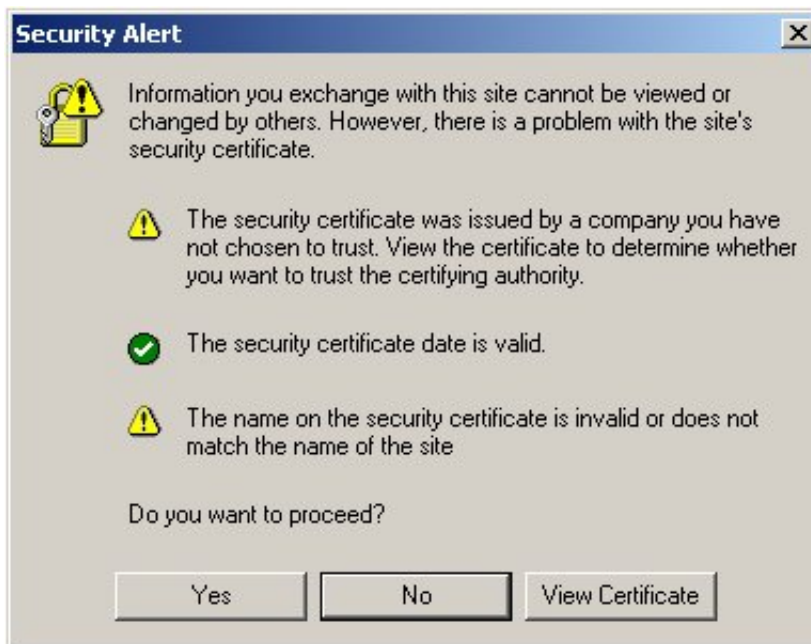 Security Alert
Information you exchange with this site cannot be viewed or
changed by others. However, there is a problem with the site's
security certificate.
The security certificate was issued by a company you have
not chosen to trust. View the certificate to determine whether
you want to trust the certifying authority.
The security certificate date is valid.
The name on the security certificate is invalid or does not
match the name of the site
Do you want to proceed?
Yes No View Certificate